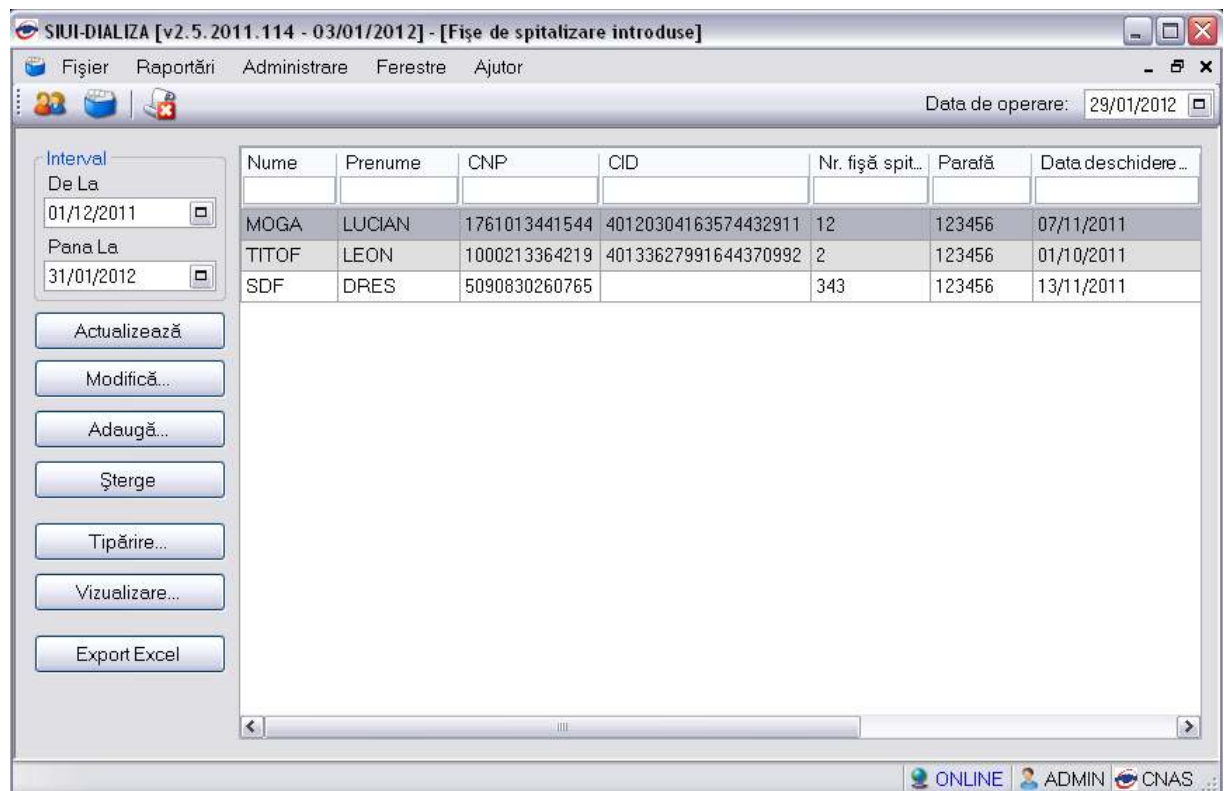 SIUI-DIALIZA [v2.5.2011.114 - 03/01/2012] - [Fişe de spitalizare introduse]
Fişier Raportări Administrare Ferestre Ajutor
Data de operare: 29/01/2012
Interval
De La
01/12/2011
Pana La
31/01/2012
Actualizează
Modifică...
Adaugă...
Şterge
Tipărire...
Vizualizare...
Export Excel
Nume Prenume CNP CID Nr. fişă spit... Parafă Data deschidere...
MOGA LUCIAN 1761013441544 40120304163574432911 12 123456 07/11/2011
TITOF LEON 1000213364219 40133627991644370992 2 123456 01/10/2011
SDF DRES 5090830260765 343 123456 13/11/2011
ONLINE ADMIN CNAS